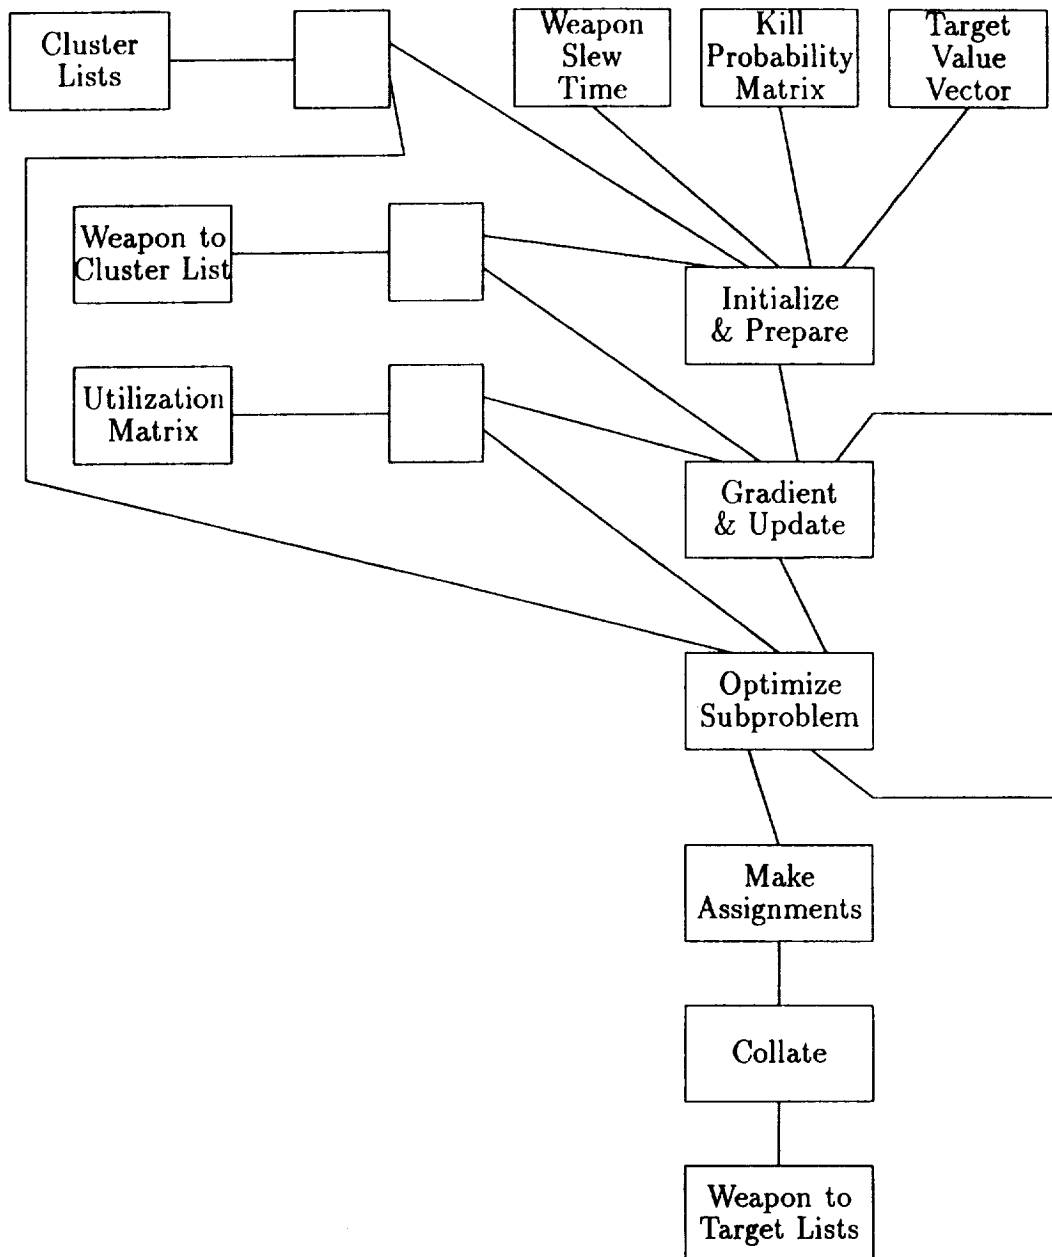 Cluster
Lists
Weapon
Slew
Time
Kill
Probability
Matrix
Target
Value
Vector
Weapon to
Cluster List
Initialize
& Prepare
Utilization
Matrix
Gradient
& Update
Optimize
Subproblem
Make
Assignments
Collate
Weapon to
Target Lists